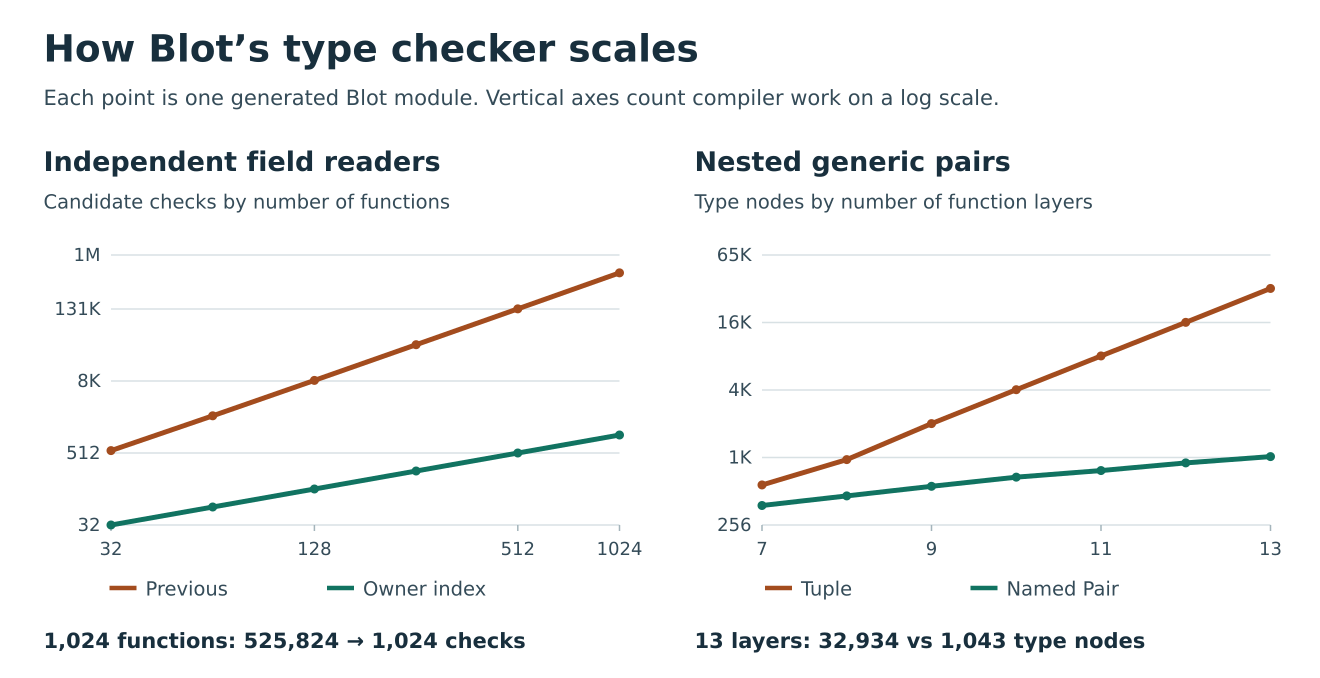 How Blot’s type checker scales
Each point is one generated Blot module. Vertical axes count compiler work on a log scale.
Independent field readers
Candidate checks by number of functions
1M
131K
8K
512
32
32 128 512 1024
Previous Owner index
1,024 functions: 525,824 → 1,024 checks
Nested generic pairs
Type nodes by number of function layers
65K
16K
4K
1K
256
7 9 11 13
Tuple Named Pair
13 layers: 32,934 vs 1,043 type nodes